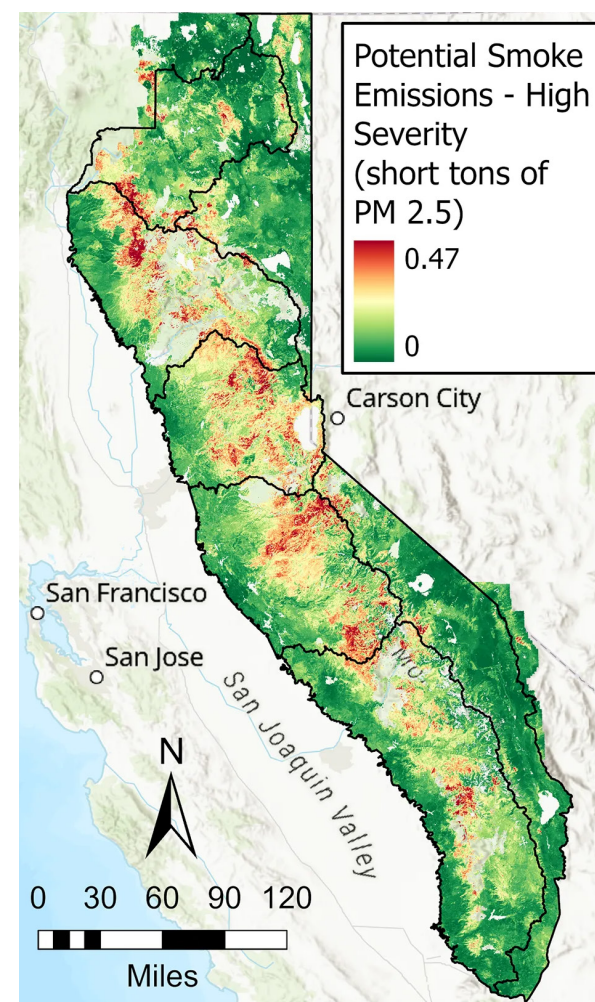 Potential Smoke
Emissions - High
Severity
(short tons of
PM 2.5)
0.47
0
Carson City
San Francisco
San Jose
San Joaquin Valley
N
0 30 60 90 120
Miles